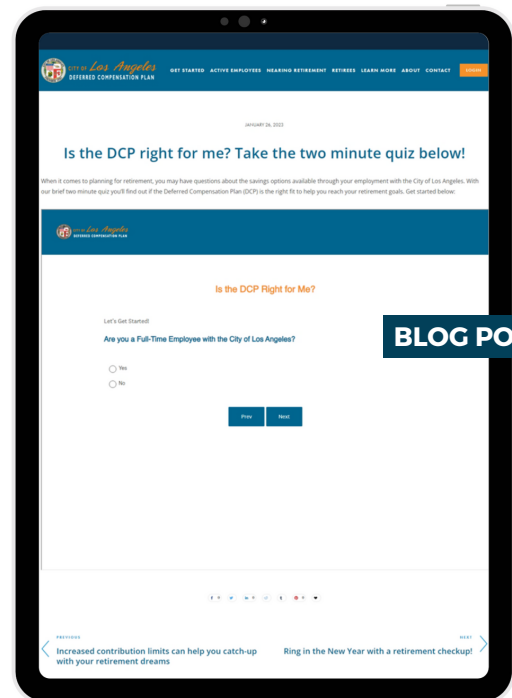 CITY OF Los Angeles
DEFERRED COMPENSATION PLAN
GET STARTED ACTIVE EMPLOYEES NEARING RETIREMENT RETIREES LEARN MORE ABOUT CONTACT LOGIN
JANUARY 26, 2023
Is the DCP right for me? Take the two minute quiz below!
When it comes to planning for retirement, you may have questions about the savings options available through your employment with the City of Los Angeles. With
our brief two minute quiz you'll find out if the Deferred Compensation Plan (DCP) is the right fit to help you reach your retirement goals. Get started below:
CITY OF Los Angeles
DEFERRED COMPENSATION PLAN
Is the DCP Right for Me?
Let's Get Started!
Are you a Full-Time Employee with the City of Los Angeles?
Yes
No
Prev Next
BLOG PO
PREVIOUS
Increased contribution limits can help you catch-up
with your retirement dreams
NEXT
Ring in the New Year with a retirement checkup!